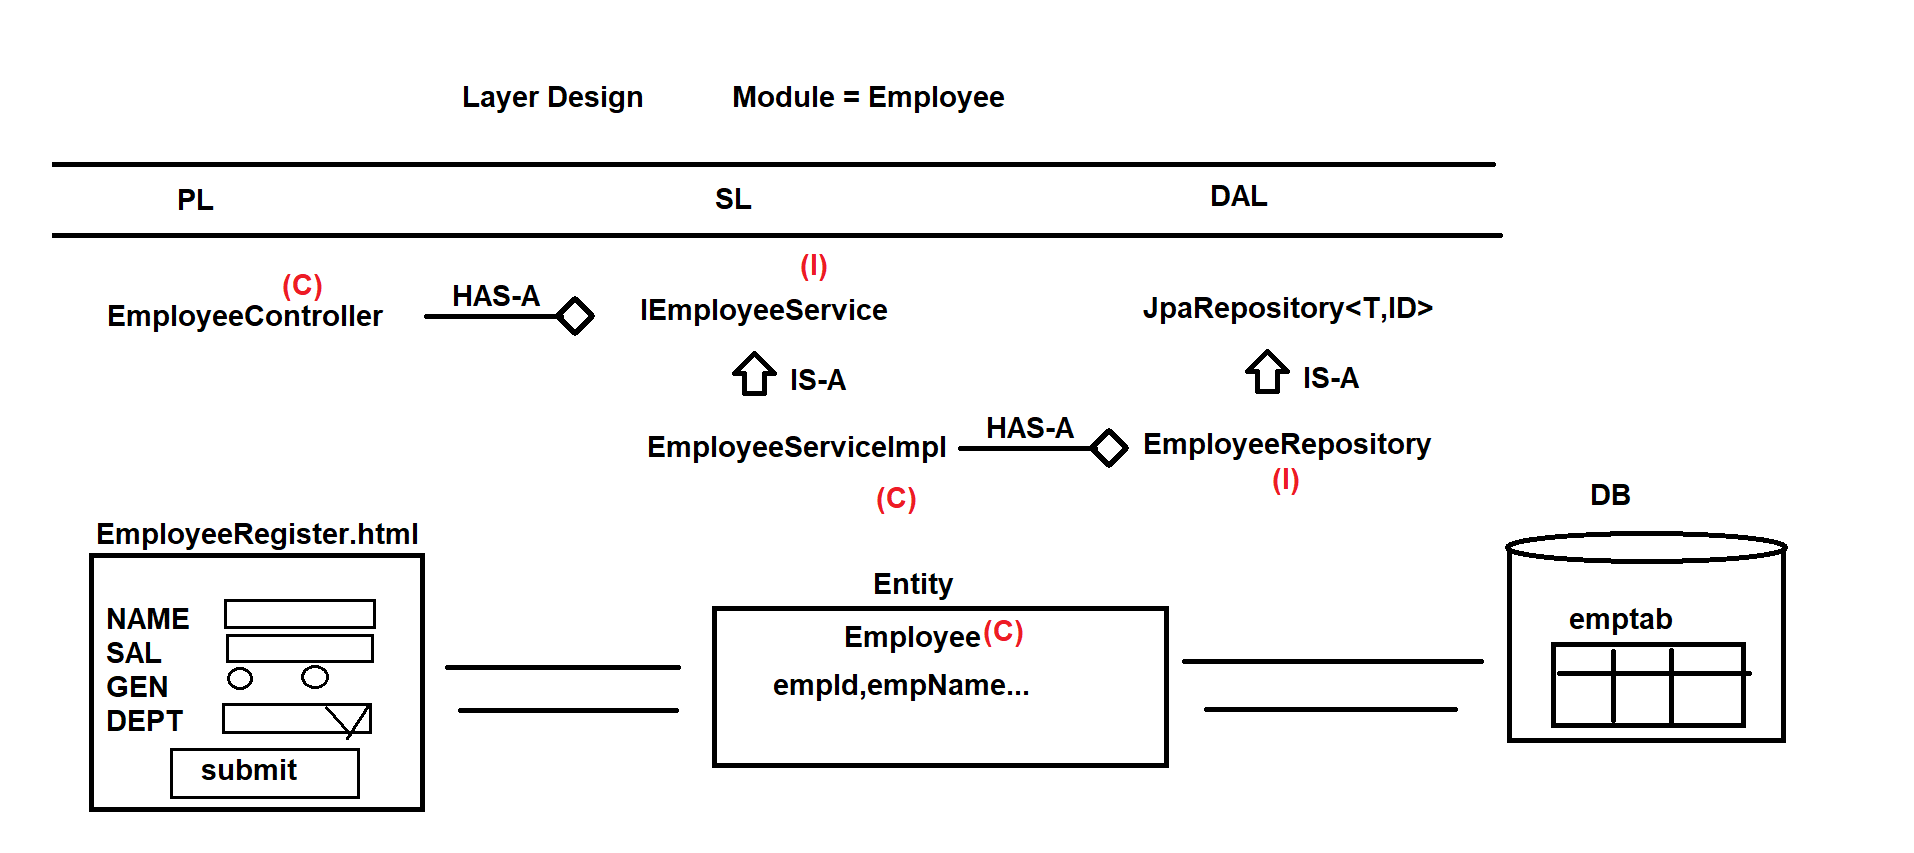 Layer Design Module = Employee
PL SL DAL
(C) (I)
EmployeeController HAS-A IEmployeeService JpaRepository<T,ID>
IS-A IS-A
EmployeeServiceImpl HAS-A EmployeeRepository
(C) (I)
EmployeeRegister.html
NAME
SAL
GEN
DEPT
submit
Entity
Employee(C)
empId,empName...
DB
emptab